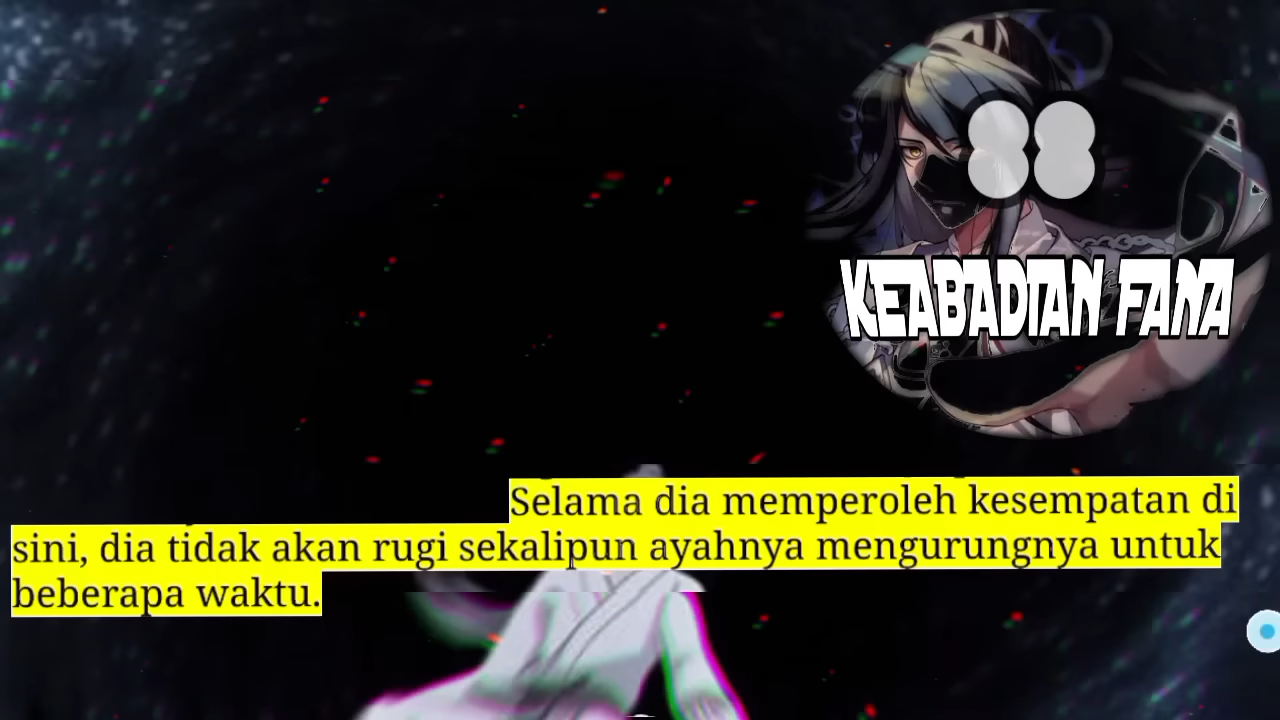 88
KEABADIAN FANA
Selama dia memperoleh kesempatan di
sini, dia tidak akan rugi sekalipun ayahnya mengurungnya untuk
beberapa waktu.